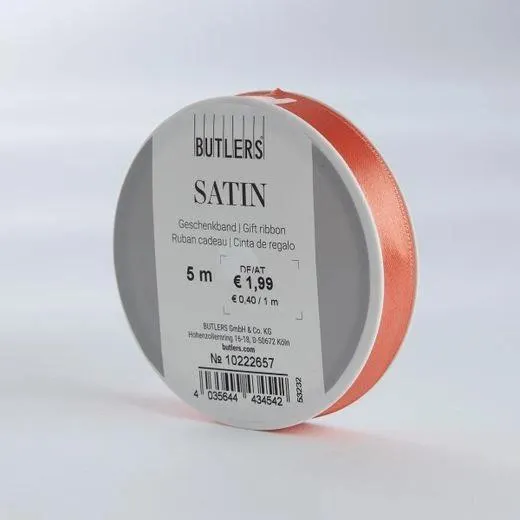 BUTLERS
SATIN
Geschenkband | Gift ribbon
Ruban cadeau | Cinta de regalo
5 m
DE/AT
€ 1,99
€ 0,40 / 1 m
BUTLERS GmbH & Co. KG
Hohenzollernring 16-18, D-50672 Köln
butlers.com
№ 10222657
4 035644 434542
53232